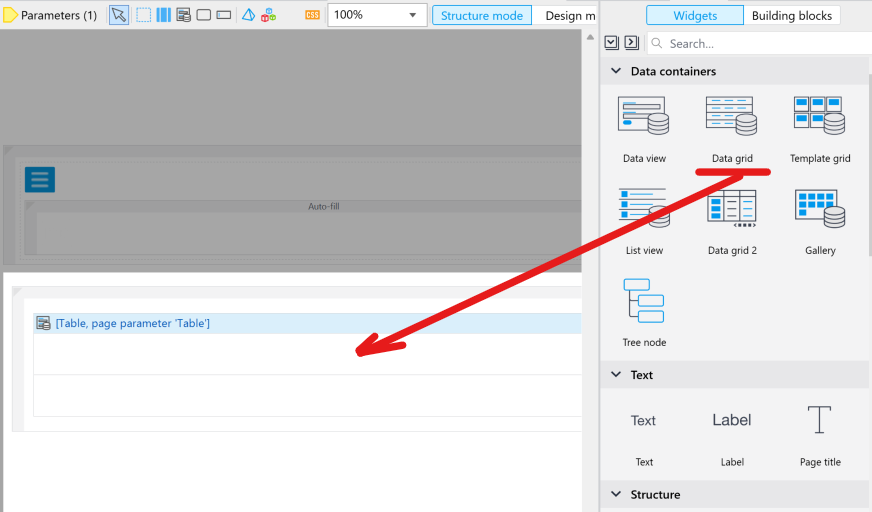 Parameters (1)
CSS
100%
Structure mode
Design m
Widgets
Building blocks
Search...
Data containers
Data view
Data grid
Template grid
Auto-fill
List view
Data grid 2
Gallery
[Table, page parameter 'Table']
Tree node
Text
Text
Label
Text
Label
Page title
Structure